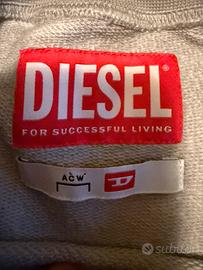 DIESEL®
FOR SUCCESSFUL LIVING
ACW D
subito